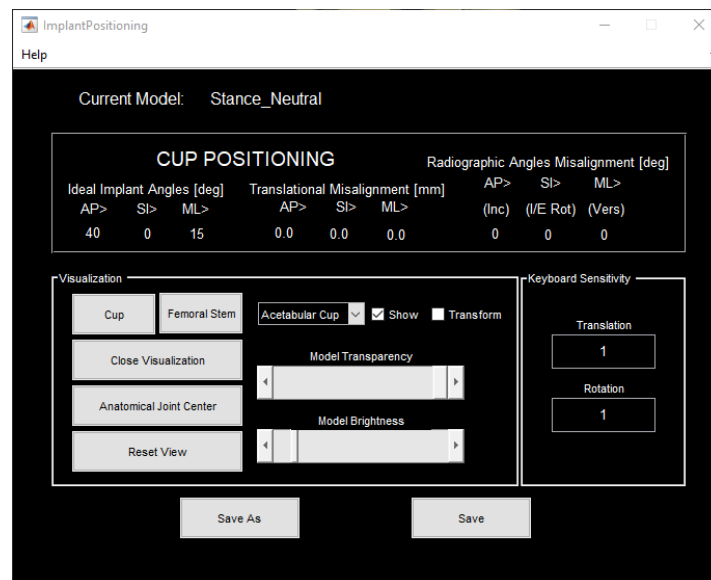 ImplantPositioning
Help
Current Model: Stance_Neutral
CUP POSITIONING
Radiographic Angles Misalignment [deg]
Ideal Implant Angles [deg] Translational Misalignment [mm] AP> SI> ML>
AP> SI> ML> AP> SI> ML> (Inc) (I/E Rot) (Vers)
40 0 15 0.0 0.0 0.0 0 0 0
Visualization
Keyboard Sensitivity
Cup Femoral Stem Acetabular Cup Show Transform
Translation
Close Visualization Model Transparency 1
Rotation
Anatomical Joint Center
1
Model Brightness
Reset View
Save As Save